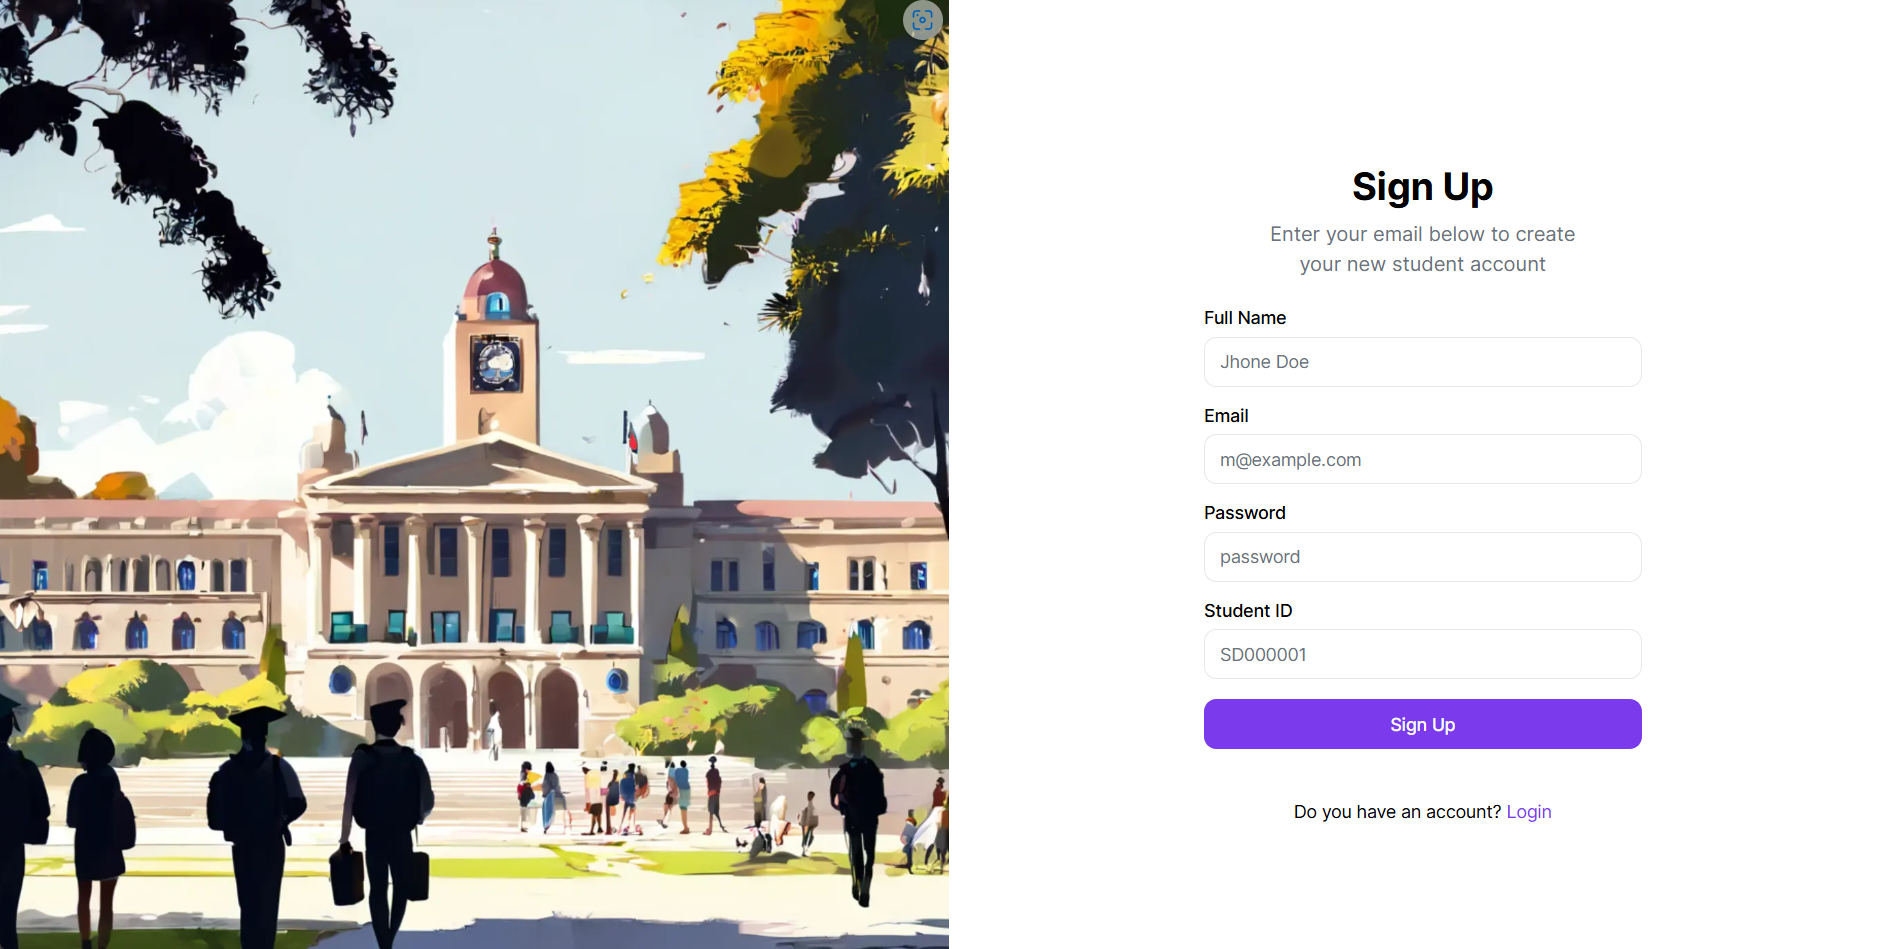 Sign Up
Enter your email below to create
your new student account
Full Name
Jhone Doe
Email
m@example.com
Password
password
Student ID
SD000001
Sign Up
Do you have an account? Login